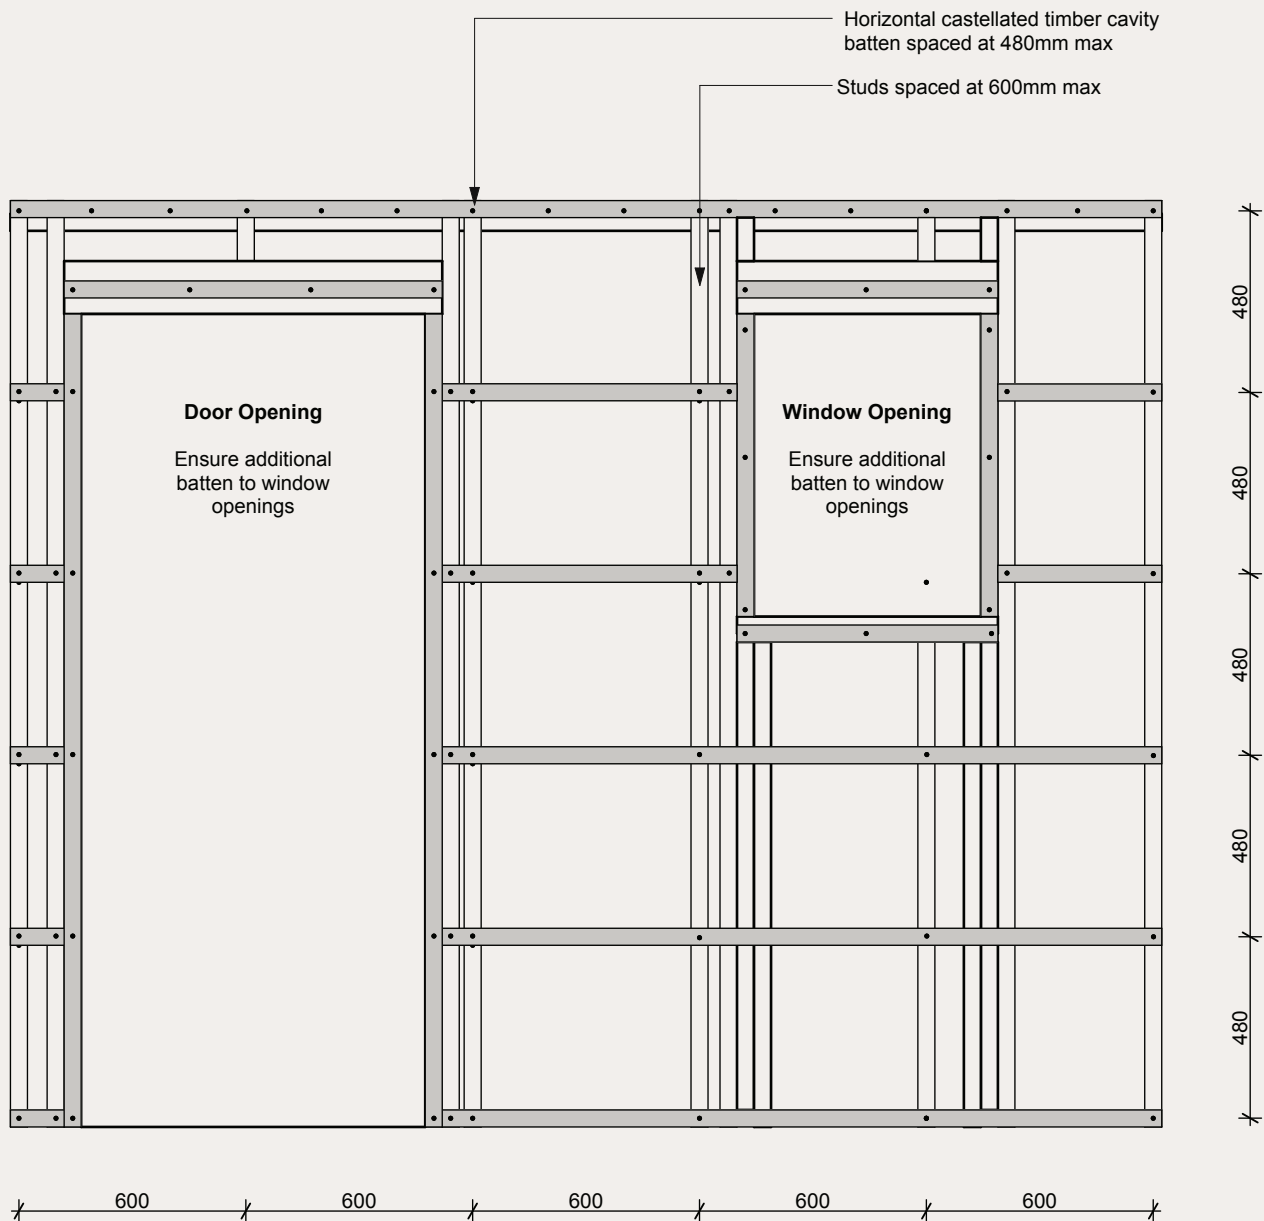 Horizontal castellated timber cavity
batten spaced at 480mm max
Studs spaced at 600mm max
Door Opening
Ensure additional
batten to window
openings
Window Opening
Ensure additional
batten to window
openings
480
480
480
480
480
600
600
600
600
600